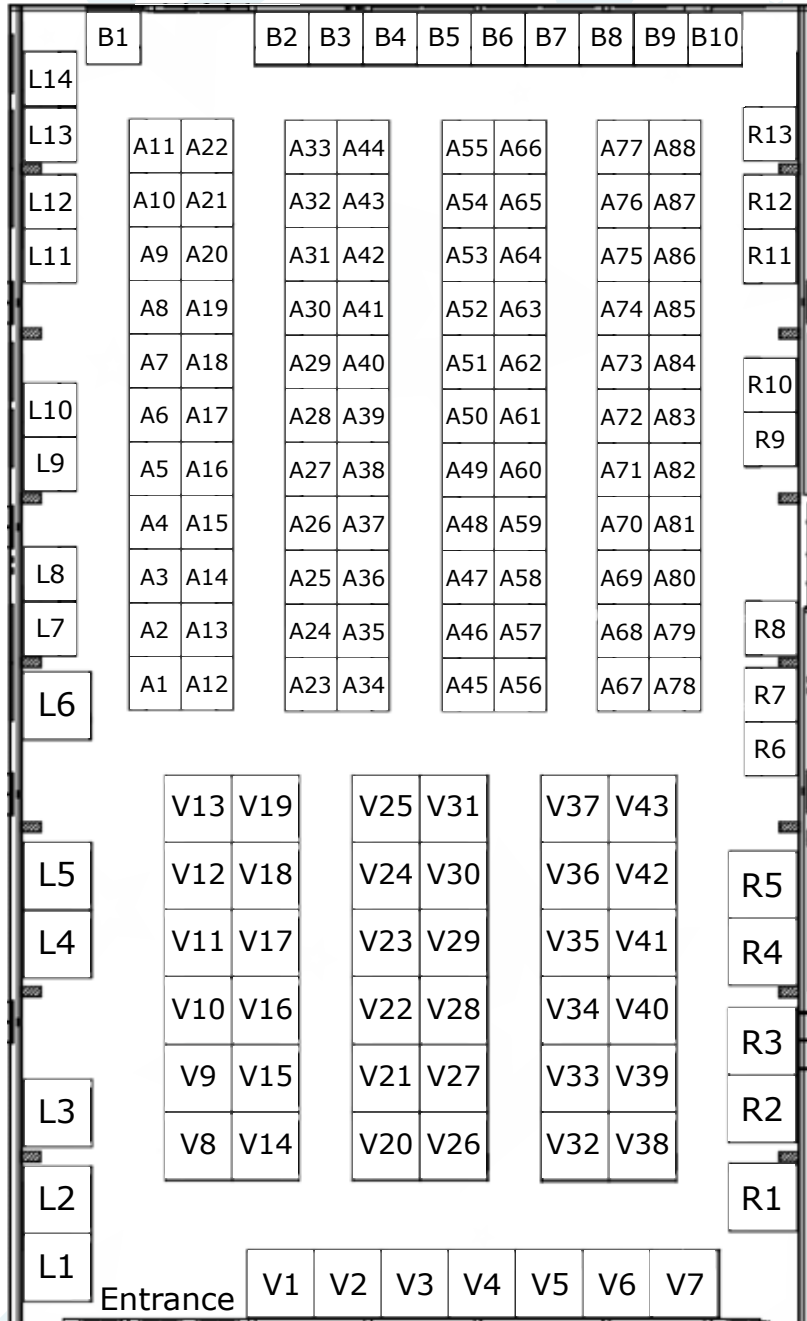 B1 B2 B3 B4 B5 B6 B7 B8 B9 B10
L14
L13 A11 A22 A33 A44 A55 A66 A77 A88 R13
L12 A10 A21 A32 A43 A54 A65 A76 A87 R12
L11 A9 A20 A31 A42 A53 A64 A75 A86 R11
A8 A19 A30 A41 A52 A63 A74 A85
A7 A18 A29 A40 A51 A62 A73 A84 R10
L10 A6 A17 A28 A39 A50 A61 A72 A83 R9
L9 A5 A16 A27 A38 A49 A60 A71 A82
A4 A15 A26 A37 A48 A59 A70 A81
L8 A3 A14 A25 A36 A47 A58 A69 A80
L7 A2 A13 A24 A35 A46 A57 A68 A79 R8
L6 A1 A12 A23 A34 A45 A56 A67 A78 R7
R6
V13 V19 V25 V31 V37 V43
L5 V12 V18 V24 V30 V36 V42 R5
L4 V11 V17 V23 V29 V35 V41 R4
V10 V16 V22 V28 V34 V40 R3
V9 V15 V21 V27 V33 V39
L3 V8 V14 V20 V26 V32 V38 R2
L2 R1
L1 V1 V2 V3 V4 V5 V6 V7
Entrance